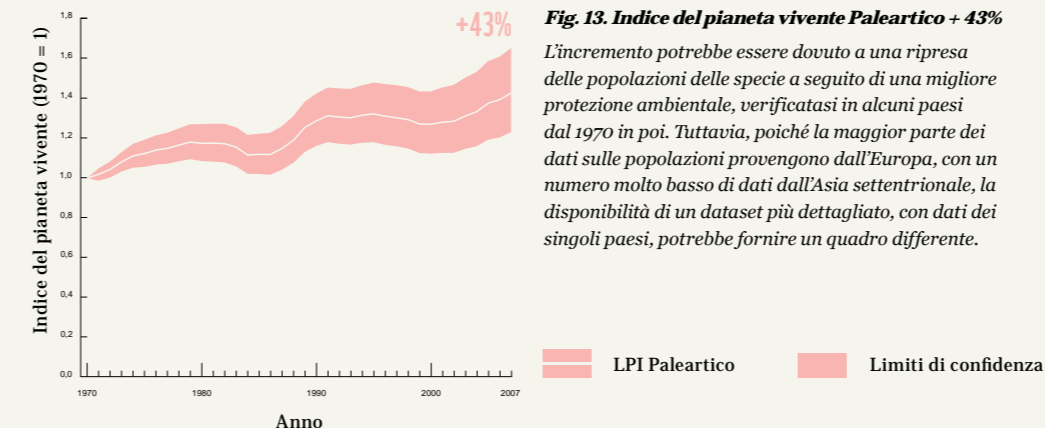 +43%
Indice del pianeta vivente (1970 = 1)
1,8
1,6
1,4
1,2
1,0
0,8
0,6
0,4
0,2
0,0
1970
1980
1990
2000
2007
Anno
Fig. 13. Indice del pianeta vivente Paleartico + 43%
L’incremento potrebbe essere dovuto a una ripresa
delle popolazioni delle specie a seguito di una migliore
protezione ambientale, verificatasi in alcuni paesi
dal 1970 in poi. Tuttavia, poiché la maggior parte dei
dati sulle popolazioni provengono dall’Europa, con un
numero molto basso di dati dall’Asia settentrionale, la
disponibilità di un dataset più dettagliato, con dati dei
singoli paesi, potrebbe fornire un quadro differente.
LPI Paleartico
Limiti di confidenza